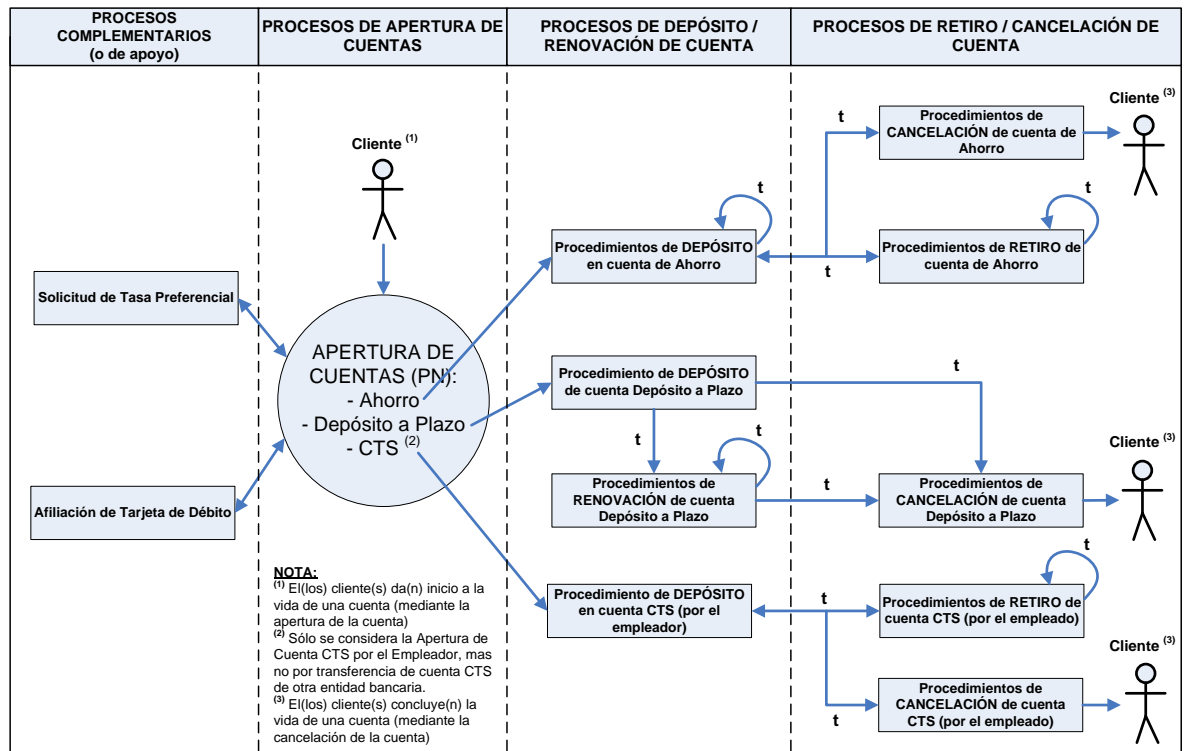 PROCESOS
COMPLEMENTARIOS
(o de apoyo)
PROCESOS DE APERTURA DE
CUENTAS
PROCESOS DE DEPÓSITO /
RENOVACIÓN DE CUENTA
PROCESOS DE RETIRO / CANCELACIÓN DE
CUENTA
Solicitud de Tasa Preferencial
Afiliación de Tarjeta de Débito
Cliente (1)
APERTURA DE
CUENTAS (PN):
- Ahorro
- Depósito a Plazo
- CTS (2)
NOTA:
(1) El(los) cliente(s) da(n) inicio a la
vida de una cuenta (mediante la
apertura de la cuenta)
(2) Sólo se considera la Apertura de
Cuenta CTS por el Empleador, mas
no por transferencia de cuenta CTS
de otra entidad bancaria.
(3) El(los) cliente(s) concluye(n) la
vida de una cuenta (mediante la
cancelación de la cuenta)
t
Procedimientos de DEPÓSITO
en cuenta de Ahorro
Procedimiento de DEPÓSITO
de cuenta Depósito a Plazo
t
t
Procedimientos de
RENOVACIÓN de cuenta
Depósito a Plazo
Procedimiento de DEPÓSITO
en cuenta CTS (por el
empleador)
t
Procedimientos de
CANCELACIÓN de cuenta de
Ahorro
Cliente (3)
t
t
Procedimientos de RETIRO de
cuenta de Ahorro
t
t
Procedimientos de
CANCELACIÓN de cuenta
Depósito a Plazo
Cliente (3)
t
t
Procedimientos de RETIRO de
cuenta CTS (por el empleado)
t
Procedimientos de
CANCELACIÓN de cuenta
CTS (por el empleado)
Cliente (3)